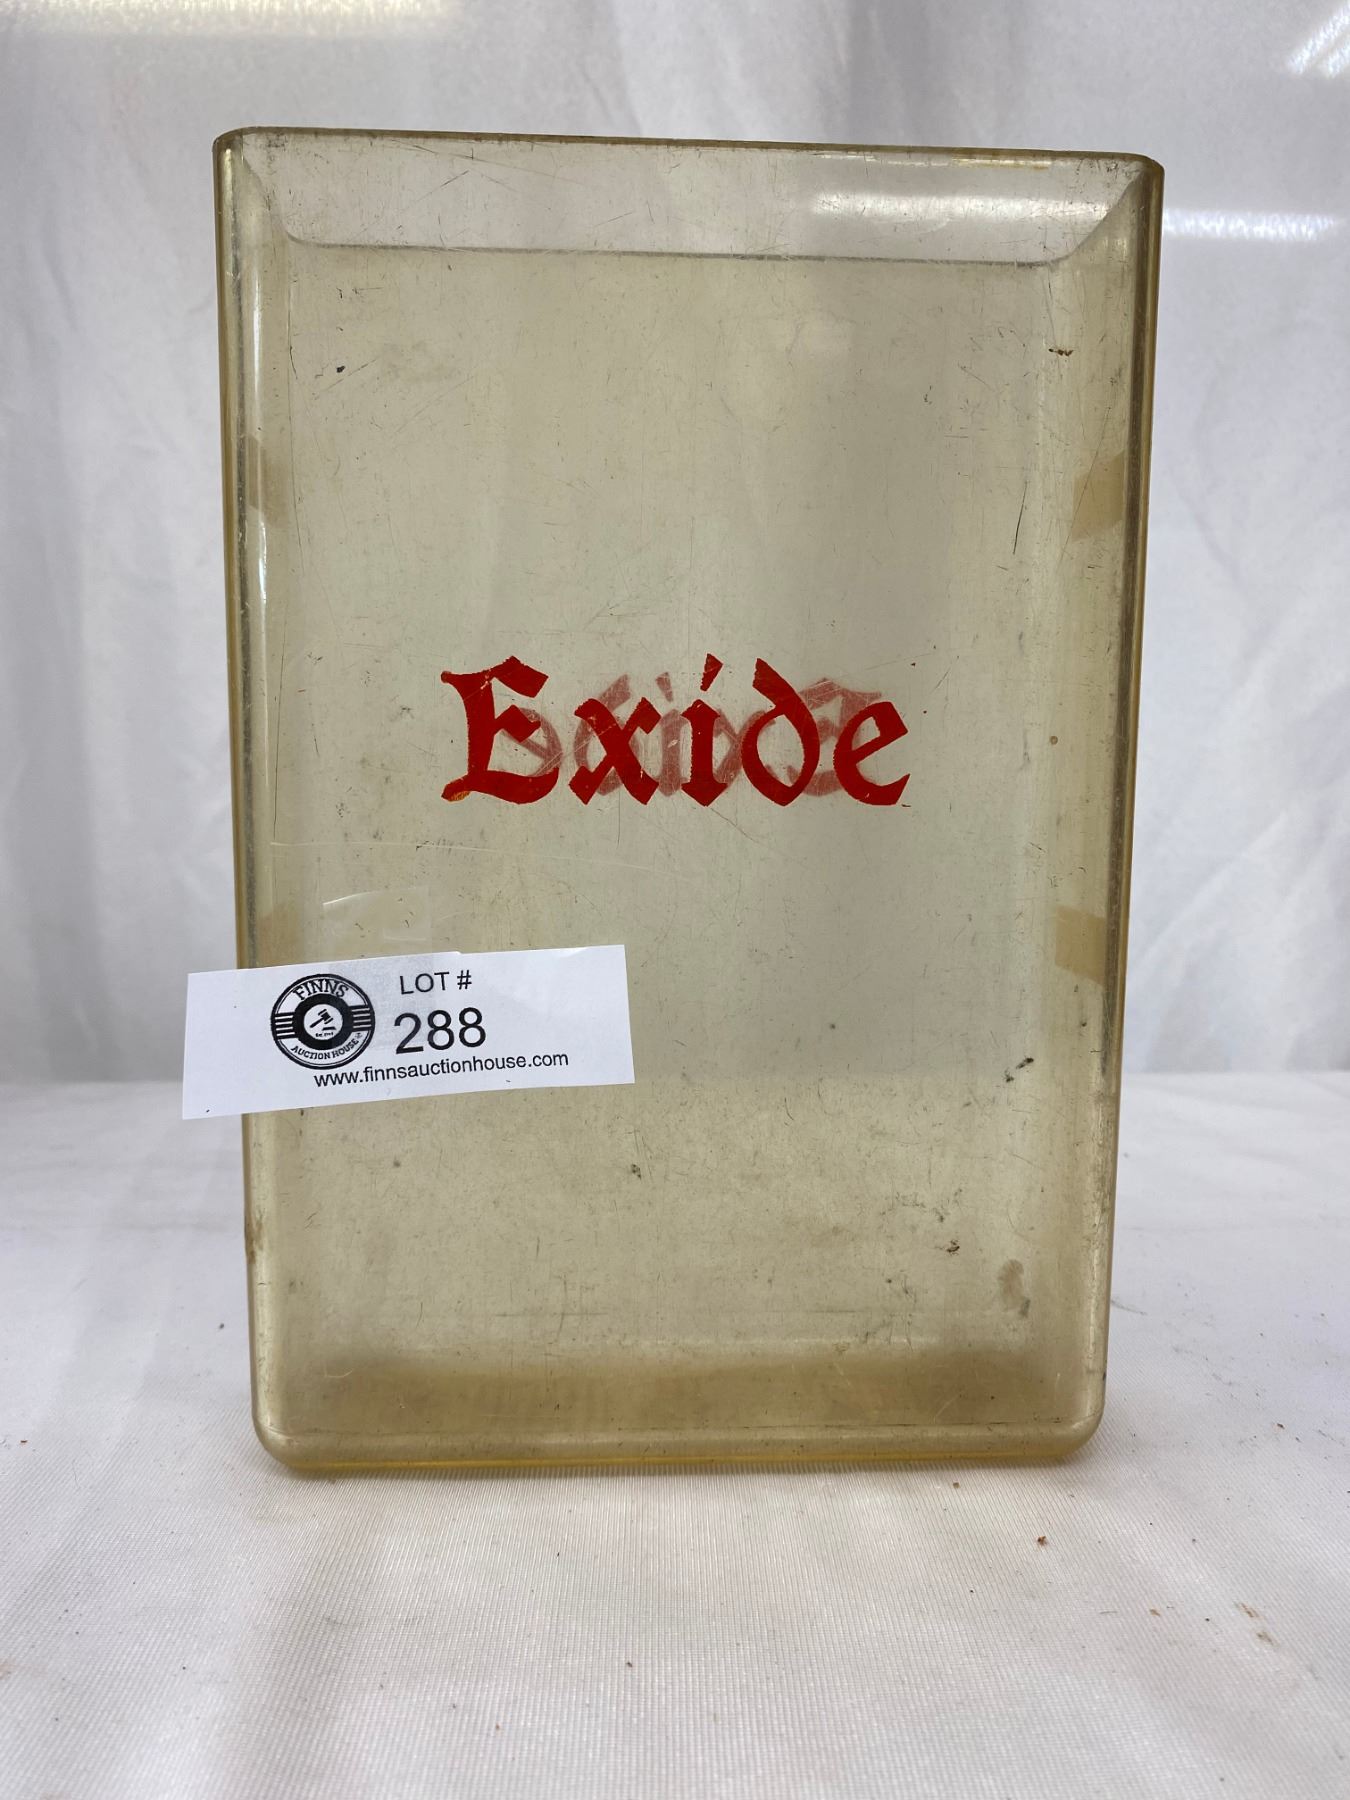 Exide
FINNS
AUCTION HOUSE
LOT #
288
www.finnsauctionhouse.com